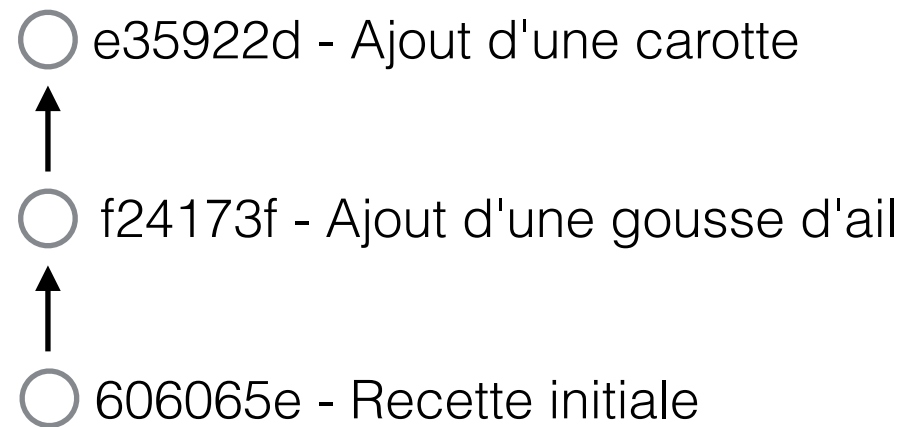 e35922d - Ajout d'une carotte
f24173f - Ajout d'une gousse d'ail
606065e - Recette initiale